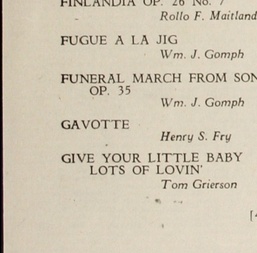 FINLANDIA OP. 26 No. 7
Rollo F. Maitland
FUGUE A LA JIG
Wm. J. Gomph
FUNERAL MARCH FROM SON
OP. 35
Wm. J. Gomph
GAVOTTE
Henry S. Fry
GIVE YOUR LITTLE BABY
LOTS OF LOVIN'
Tom Grierson